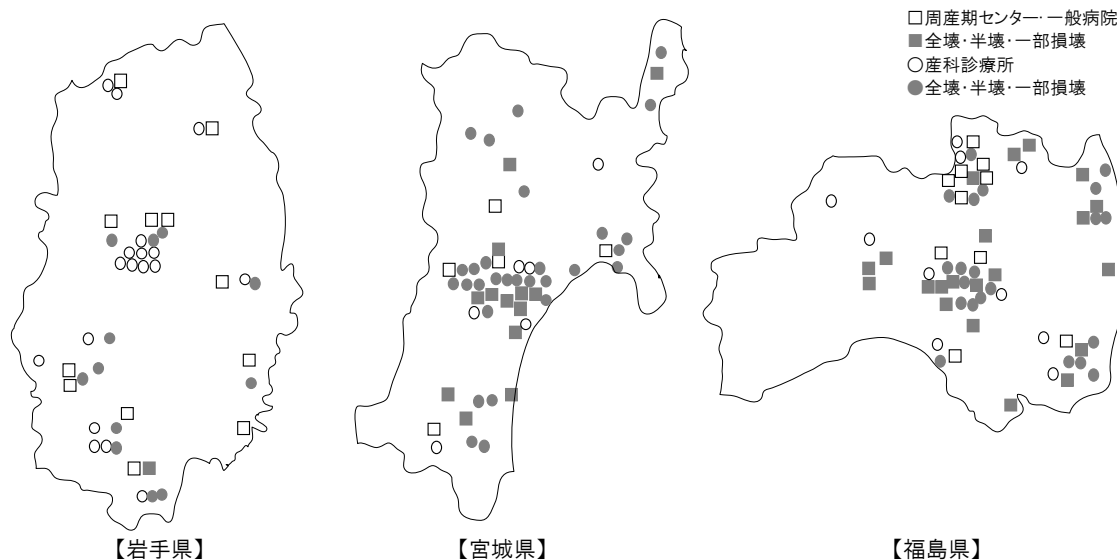 周産期センター・一般病院
全壊・半壊・一部損壊
産科診療所
全壊・半壊・一部損壊
【岩手県】
【宮城県】
【福島県】